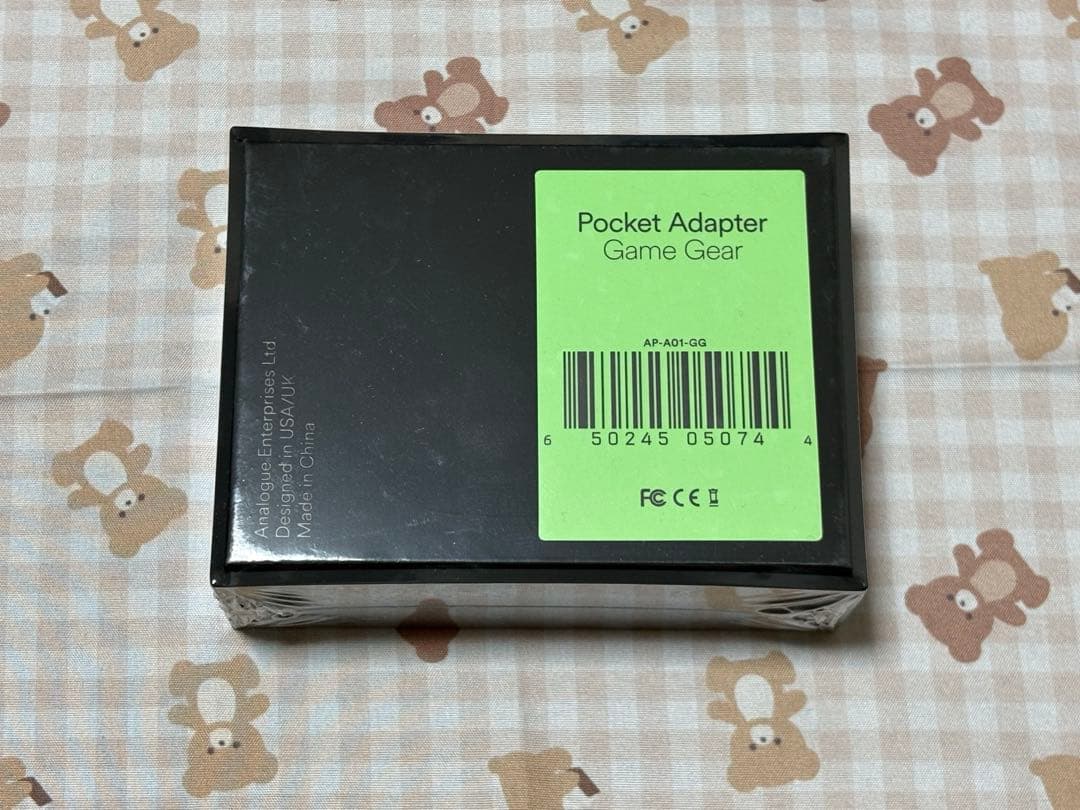 Pocket Adapter
Game Gear
AP-A01-GG
6 50245 05074 4
FC CE
Analogue Enterprises Ltd
Designed in USA/UK
Made in China